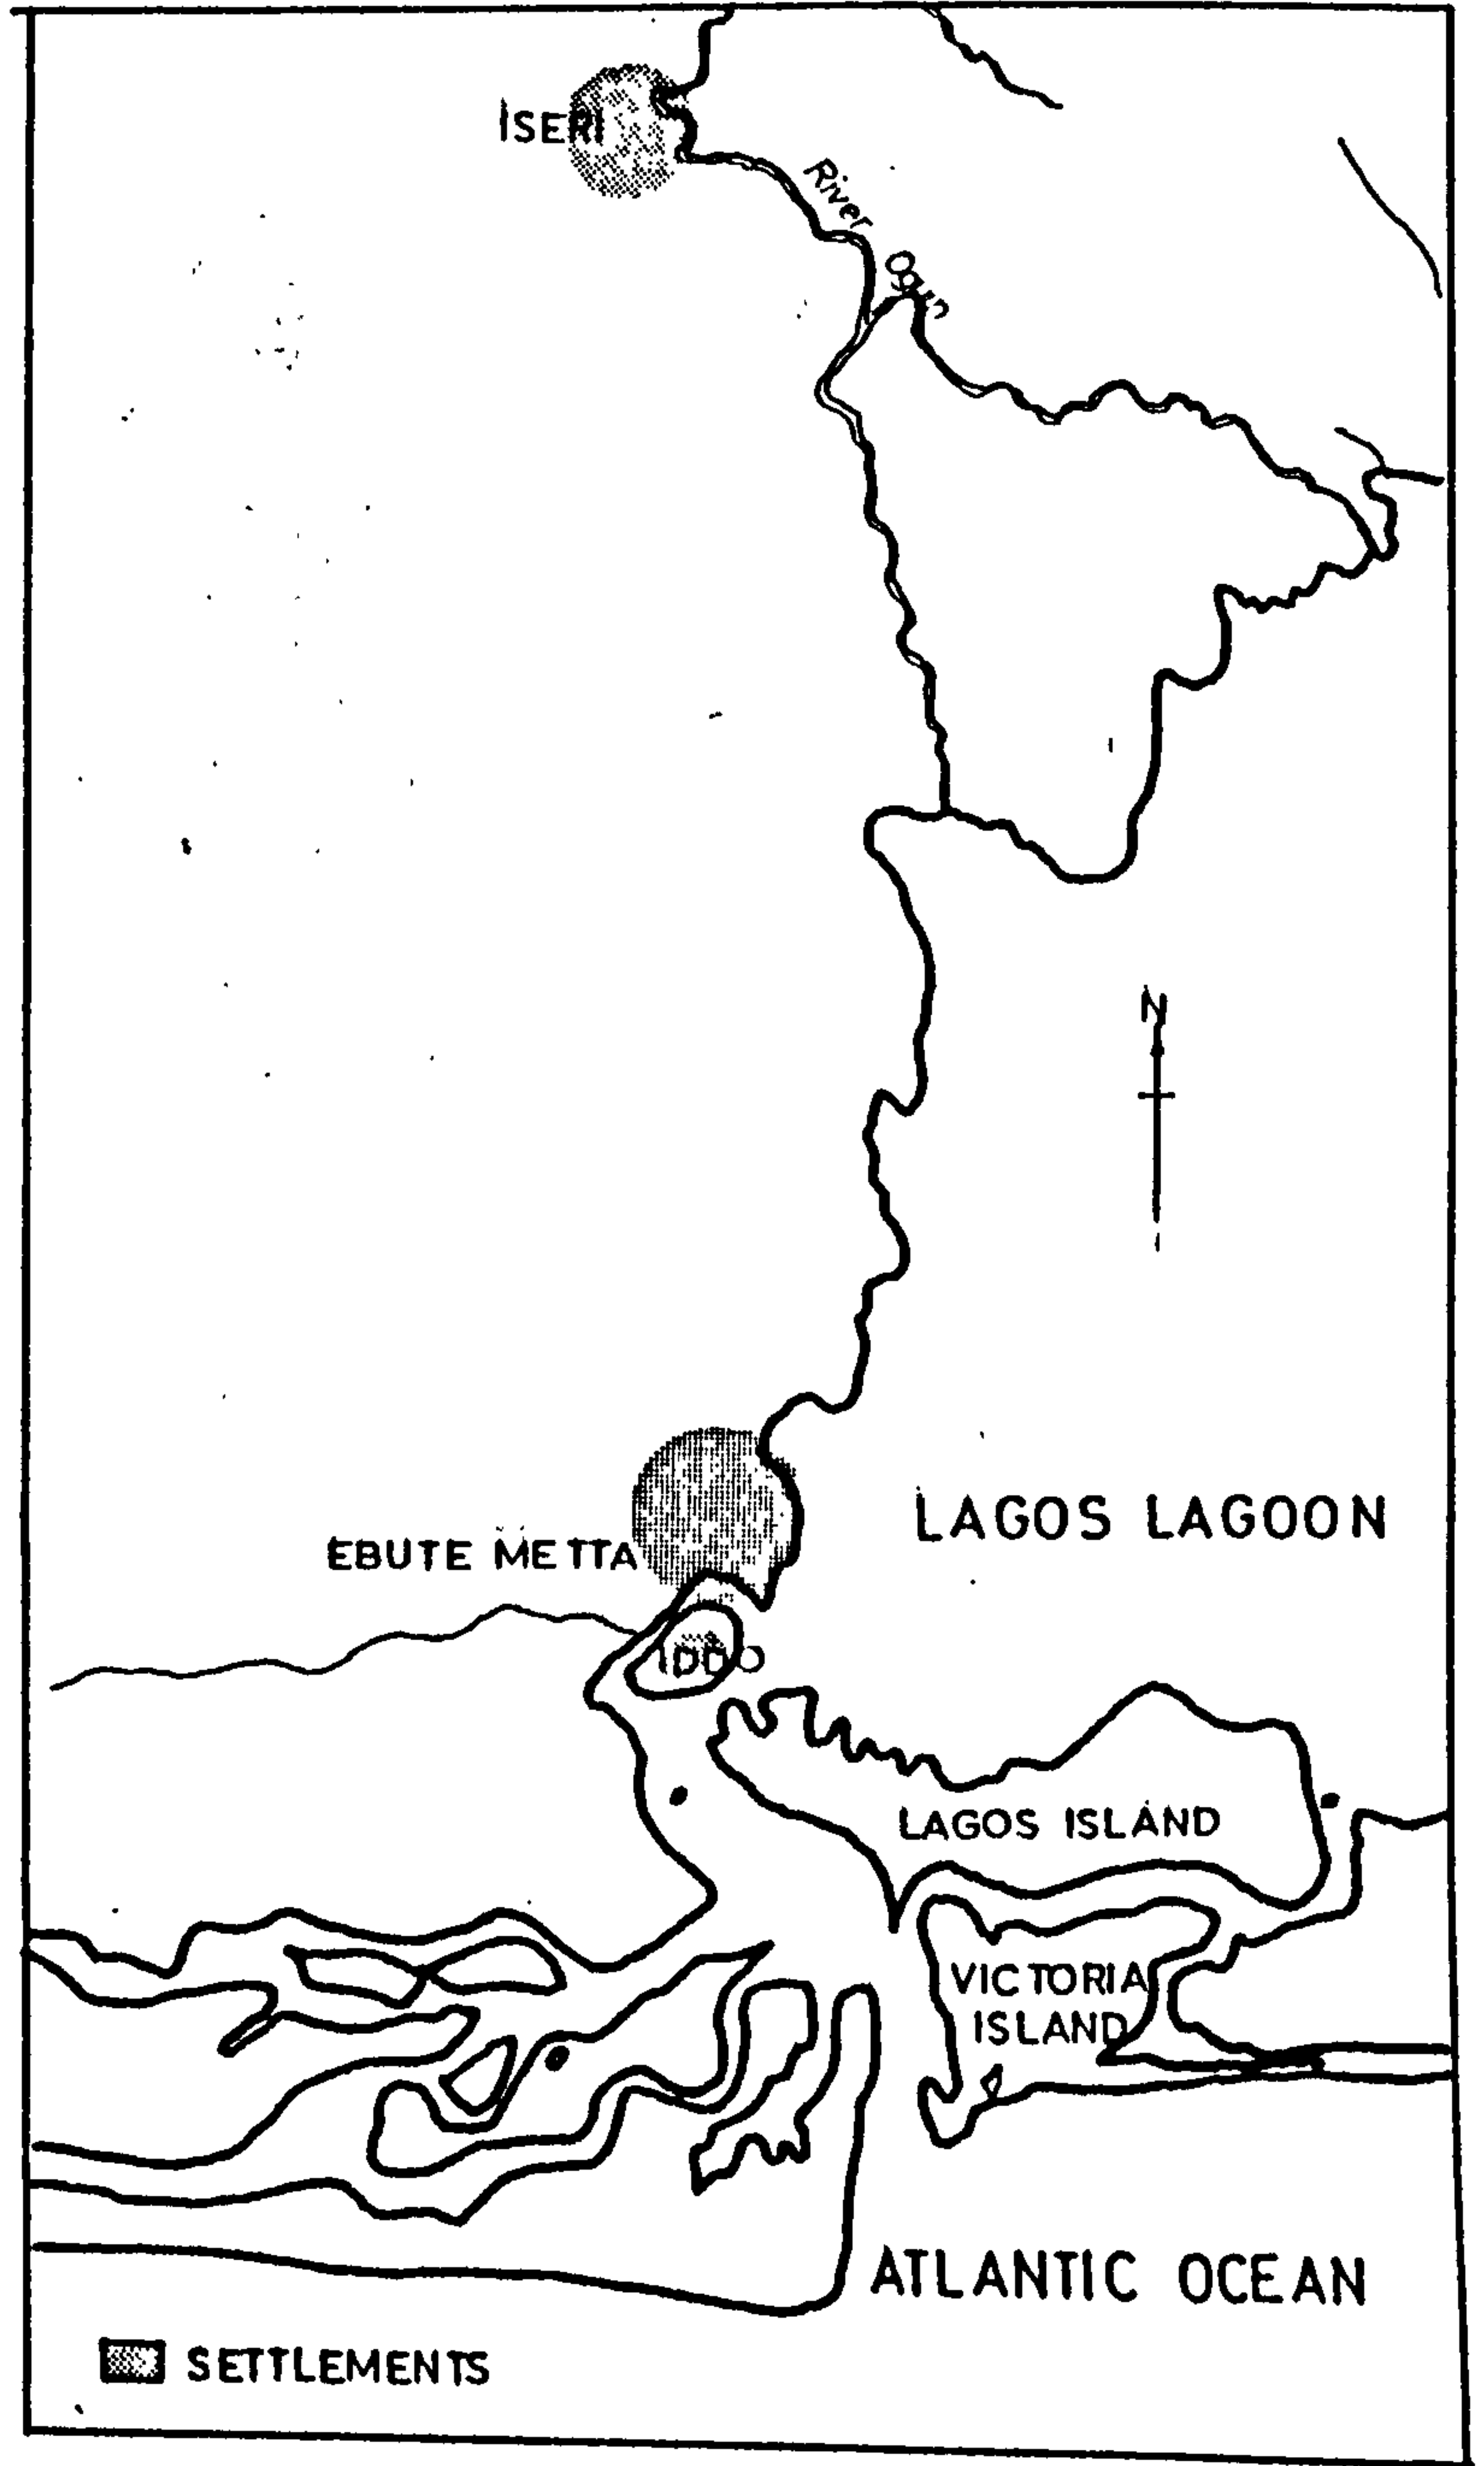 ISERI
River Ogun
N
LAGOS LAGOON
EBUTE METTA
IDDO
LAGOS ISLAND
VICTORIA
ISLAND
ATLANTIC OCEAN
SETTLEMENTS